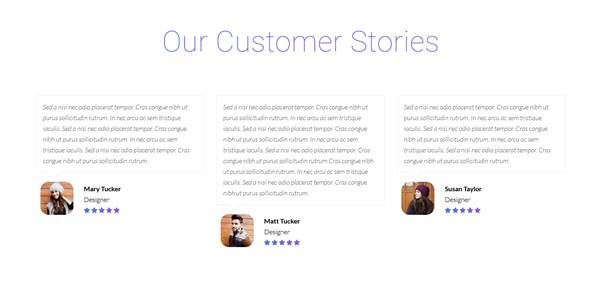 Our Customer Stories
Sed a nisi nec odio placerat tempor. Cras congue nibh ut
purus sollicitudin rutrum. In nec arcu ac sem tristique
iaculis. Sed a nisi nec odio placerat tempor. Cras congue
nibh ut purus sollicitudin rutrum. In nec arcu ac sem
tristique iaculis. Sed a nisi nec odio placerat tempor. Cras
congue nibh ut purus sollicitudin rutrum.
Mary Tucker
Designer
Sed a nisi nec odio placerat tempor. Cras congue nibh ut
purus sollicitudin rutrum. In nec arcu ac sem tristique
iaculis. Sed a nisi nec odio placerat tempor. Cras congue
nibh ut purus sollicitudin rutrum. In nec arcu ac sem
tristique iaculis. Sed a nisi nec odio placerat tempor. Cras
congue nibh ut purus sollicitudin rutrum.Cras congue nibh
ut purus sollicitudin rutrum. In nec arcu ac sem tristique
iaculis. Sed a nisi nec odio placerat tempor. Cras congue
nibh ut purus sollicitudin rutrum.
Matt Tucker
Designer
Sed a nisi nec odio placerat tempor. Cras congue nibh ut
purus sollicitudin rutrum. In nec arcu ac sem tristique
iaculis. Sed a nisi nec odio placerat tempor. Cras congue
nibh ut purus sollicitudin rutrum. In nec arcu ac sem
tristique iaculis. Sed a nisi nec odio placerat tempor. Cras
congue nibh ut purus sollicitudin rutrum.
Susan Taylor
Designer